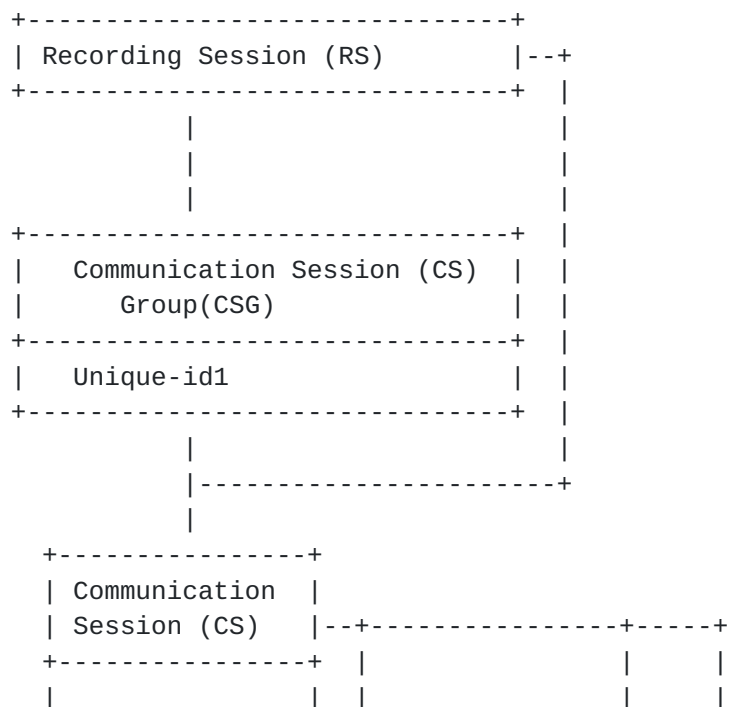 Recording Session (RS)
Communication Session (CS)
Group(CSG)
Unique-id1
Communication
Session (CS)